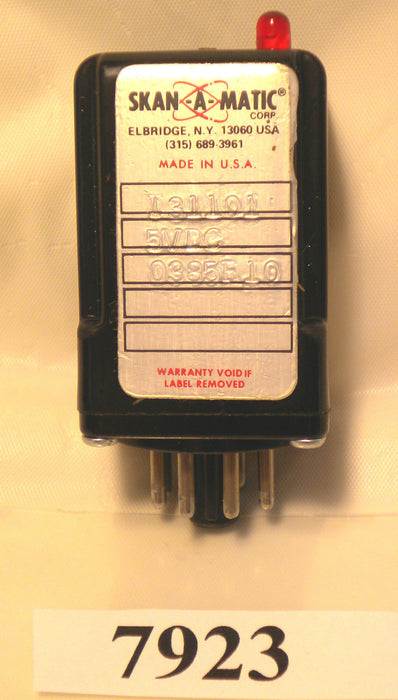 SKAN-A-MATIC®
CORP.
ELBRIDGE, N.Y. 13060 USA
(315) 689-3961
MADE IN U.S.A.
5VDC
WARRANTY VOID IF
LABEL REMOVED
7923